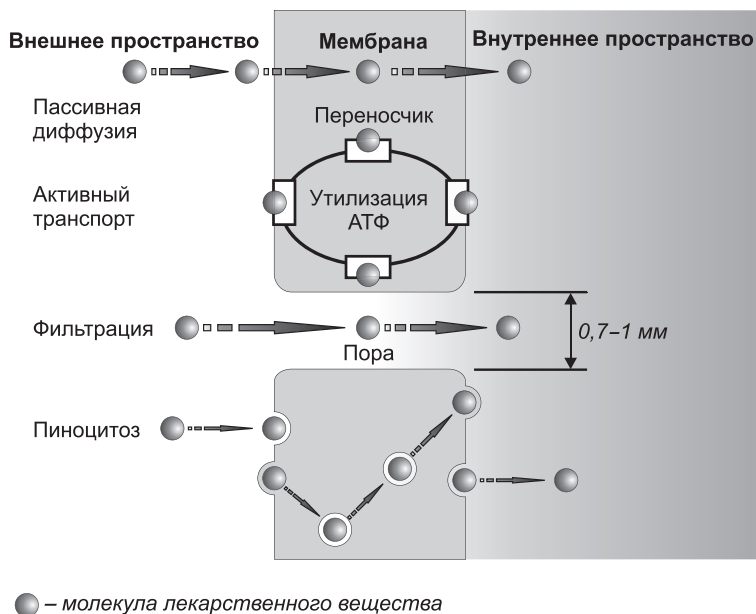 Внешнее пространство Мембрана Внутреннее пространство
Пассивная
диффузия
Переносчик
Активный
транспорт
Утилизация
АТФ
Фильтрация
0,7–1 мм
Пора
Пиноцитоз
– молекула лекарственного вещества